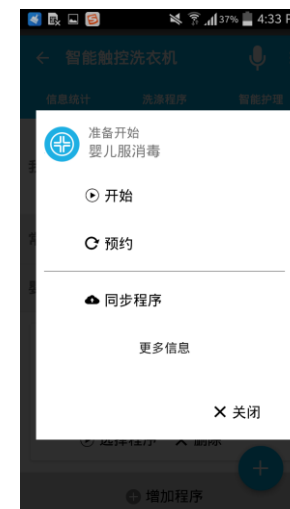 37% 4:33 P
智能触控洗衣机
信息统计 洗涤程序 智能护理
准备开始
婴儿服消毒
开始
预约
同步程序
更多信息
关闭
选择程序 删除
增加程序